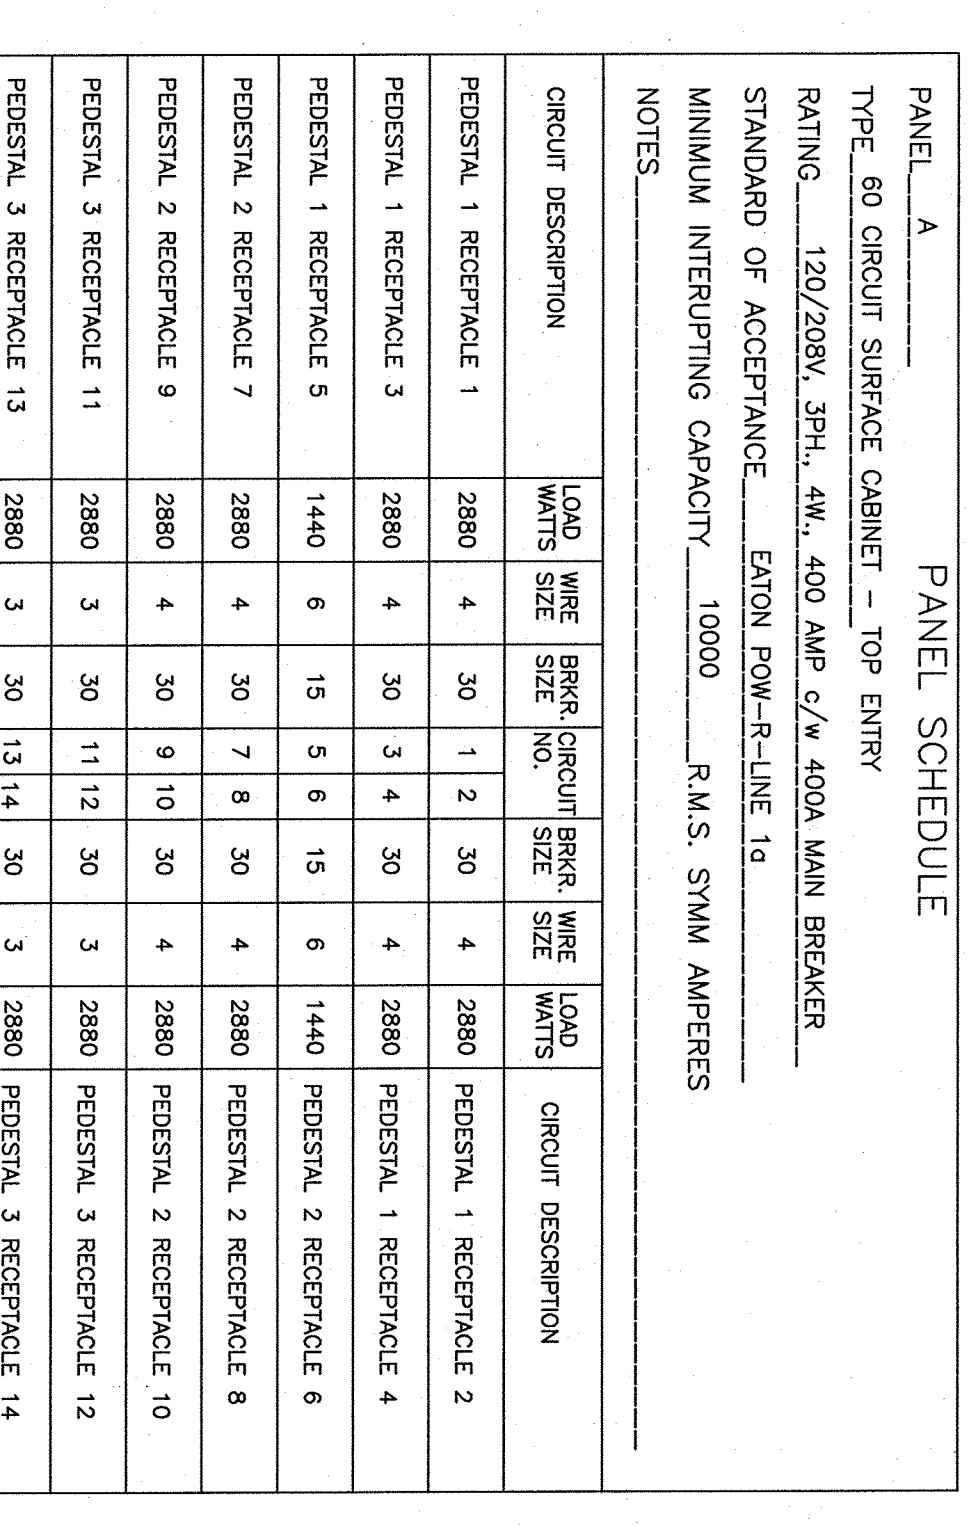 PANEL SCHEDULE
PANEL A
TYPE 60 CIRCUIT SURFACE CABINET - TOP ENTRY
RATING 120/208V, 3PH., 4W., 400 AMP c/w 400A MAIN BREAKER
STANDARD OF ACCEPTANCE EATON POW-R-LINE 1a
MINIMUM INTERUPTING CAPACITY 10000 R.M.S. SYMM AMPERES
NOTES
CIRCUIT DESCRIPTION LOAD WATTS WIRE SIZE BRKR. SIZE CIRCUIT NO. BRKR. SIZE WIRE SIZE LOAD WATTS CIRCUIT DESCRIPTION
PEDESTAL 1 RECEPTACLE 1 2880 4 30 1 2 30 4 2880 PEDESTAL 1 RECEPTACLE 2
PEDESTAL 1 RECEPTACLE 3 2880 4 30 3 4 30 4 2880 PEDESTAL 1 RECEPTACLE 4
PEDESTAL 1 RECEPTACLE 5 1440 6 15 5 6 15 6 1440 PEDESTAL 2 RECEPTACLE 6
PEDESTAL 2 RECEPTACLE 7 2880 4 30 7 8 30 4 2880 PEDESTAL 2 RECEPTACLE 8
PEDESTAL 2 RECEPTACLE 9 2880 4 30 9 10 30 4 2880 PEDESTAL 2 RECEPTACLE 10
PEDESTAL 3 RECEPTACLE 11 2880 3 30 11 12 30 3 2880 PEDESTAL 3 RECEPTACLE 12
PEDESTAL 3 RECEPTACLE 13 2880 3 30 13 14 30 3 2880 PEDESTAL 3 RECEPTACLE 14